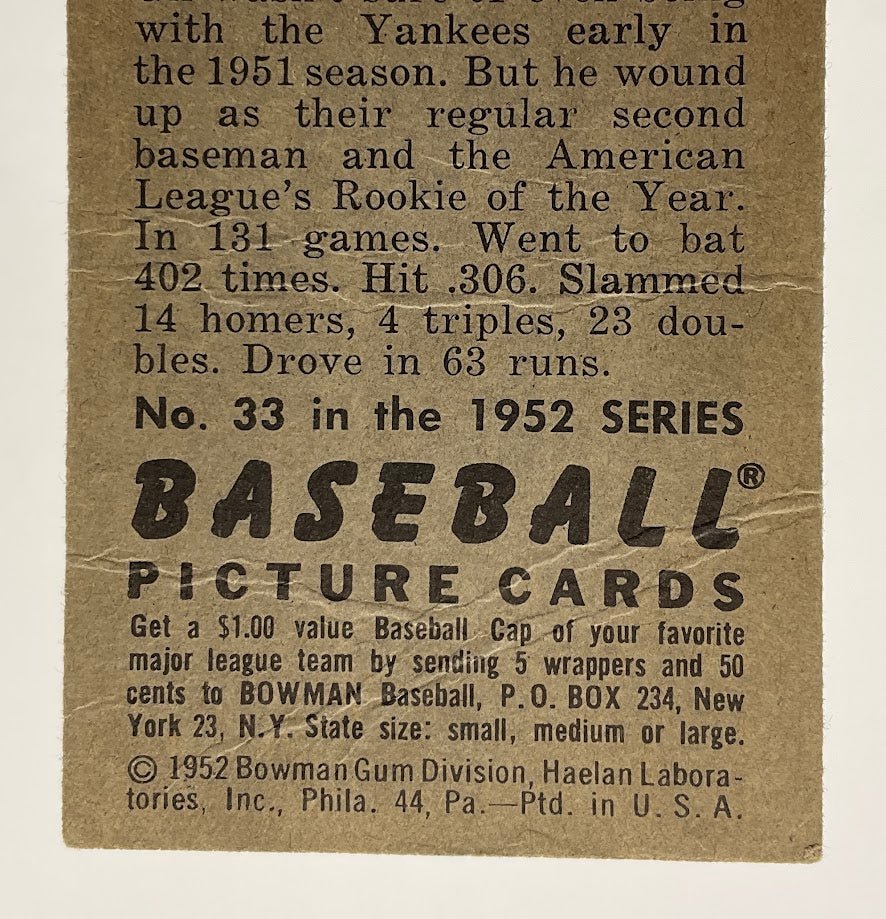 with the Yankees early in
the 1951 season. But he wound
up as their regular second
baseman and the American
League's Rookie of the Year.
In 131 games. Went to bat
402 times. Hit .306. Slammed
14 homers, 4 triples, 23 dou-
bles. Drove in 63 runs.
No. 33 in the 1952 SERIES
BASEBALL®
PICTURE CARDS
Get a $1.00 value Baseball Cap of your favorite
major league team by sending 5 wrappers and 50
cents to BOWMAN Baseball, P.O. BOX 234, New
York 23, N.Y. State size: small, medium or large.
© 1952 Bowman Gum Division, Haelan Labora-
tories, Inc., Phila. 44, Pa.—Ptd. in U. S. A.